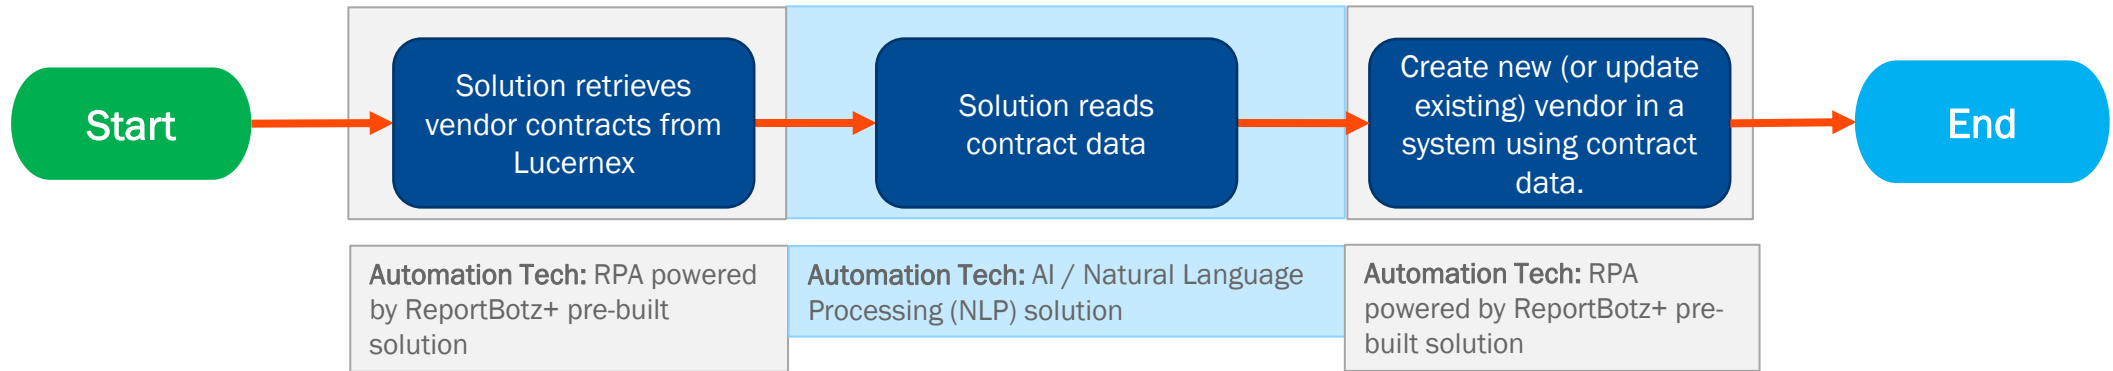 Start
Solution retrieves
vendor contracts from
Lucernex
Solution reads
contract data
Create new (or update
existing) vendor in a
system using contract
data.
End
Automation Tech: RPA powered
by ReportBotz+ pre-built
solution
Automation Tech: AI / Natural Language
Processing (NLP) solution
Automation Tech: RPA
powered by ReportBotz+ pre-
built solution